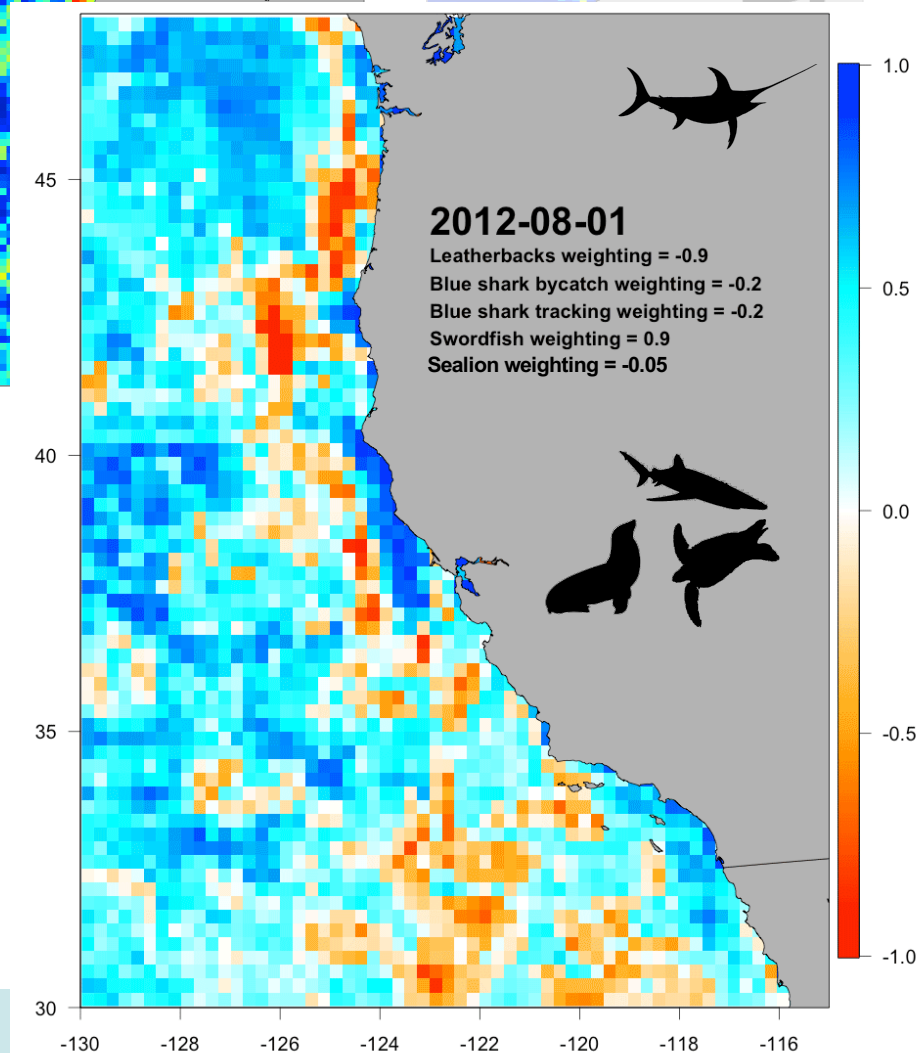 2012-08-01
Leatherbacks weighting = -0.9
Blue shark bycatch weighting = -0.2
Blue shark tracking weighting = -0.2
Swordfish weighting = 0.9
Sealion weighting = -0.05
45
40
35
30
-130 -128 -126 -124 -122 -120 -118 -116
1.0
0.5
0.0
-0.5
-1.0